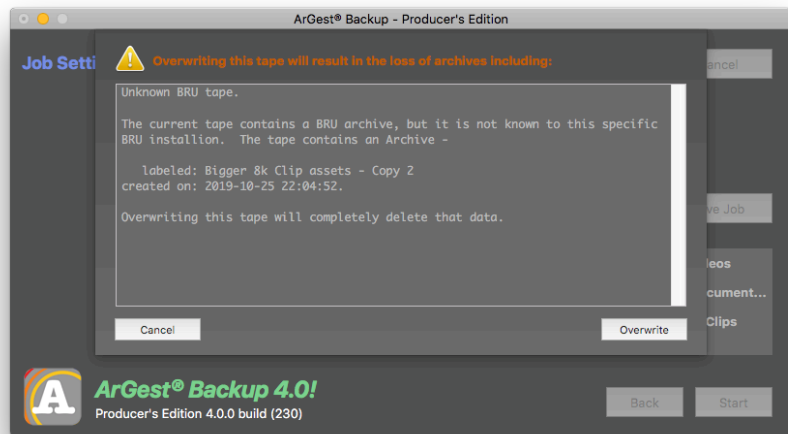 ArGest® Backup - Producer's Edition
Job Setti
Overwriting this tape will result in the loss of archives including:
ancel
Unknown BRU tape.
The current tape contains a BRU archive, but it is not known to this specific
BRU installion.  The tape contains an Archive -
labeled: Bigger 8k Clip assets - Copy 2
created on: 2019-10-25 22:04:52.
Overwriting this tape will completely delete that data.
ve Job
eos
cument...
Clips
Cancel
Overwrite
A
ArGest® Backup 4.0!
Producer's Edition 4.0.0 build (230)
Back
Start